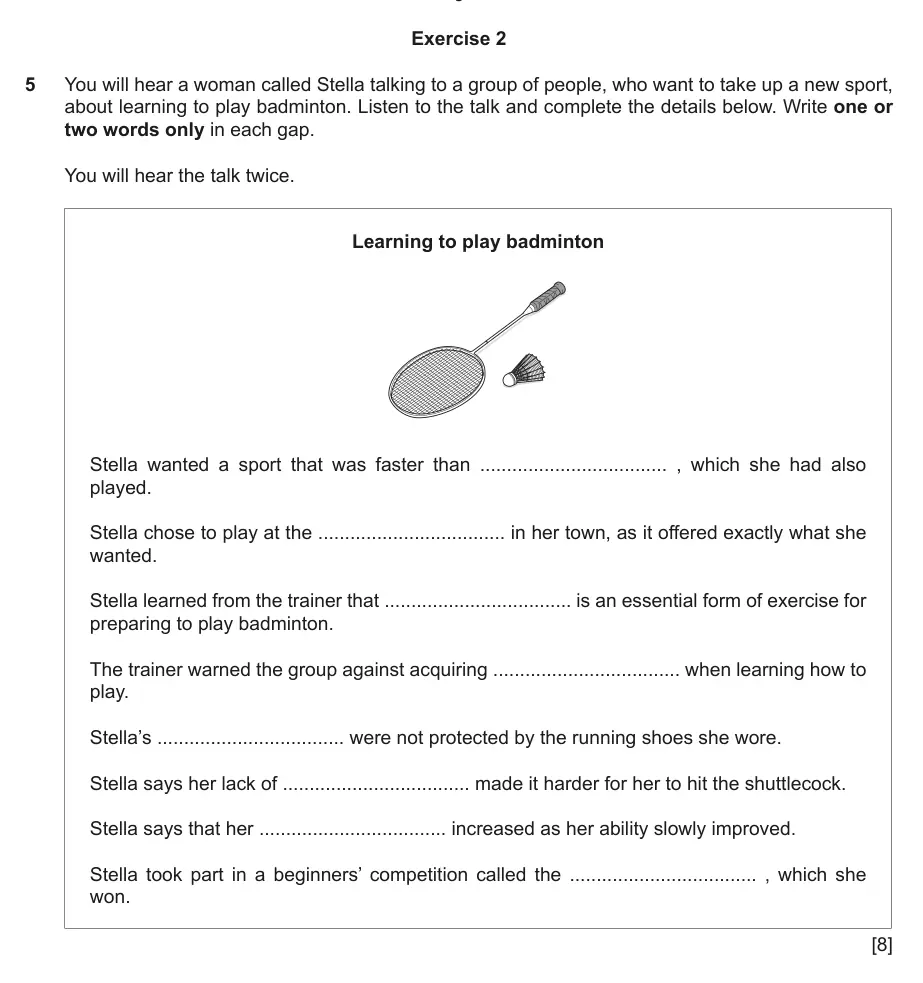 Exercise 2
5 You will hear a woman called Stella talking to a group of people, who want to take up a new sport,
about learning to play badminton. Listen to the talk and complete the details below. Write one or
two words only in each gap.
You will hear the talk twice.
Learning to play badminton
Stella wanted a sport that was faster than ................................... , which she had also
played.
Stella chose to play at the ................................... in her town, as it offered exactly what she
wanted.
Stella learned from the trainer that ................................... is an essential form of exercise for
preparing to play badminton.
The trainer warned the group against acquiring ................................... when learning how to
play.
Stella’s ................................... were not protected by the running shoes she wore.
Stella says her lack of ................................... made it harder for her to hit the shuttlecock.
Stella says that her ................................... increased as her ability slowly improved.
Stella took part in a beginners’ competition called the ................................... , which she
won.
[8]